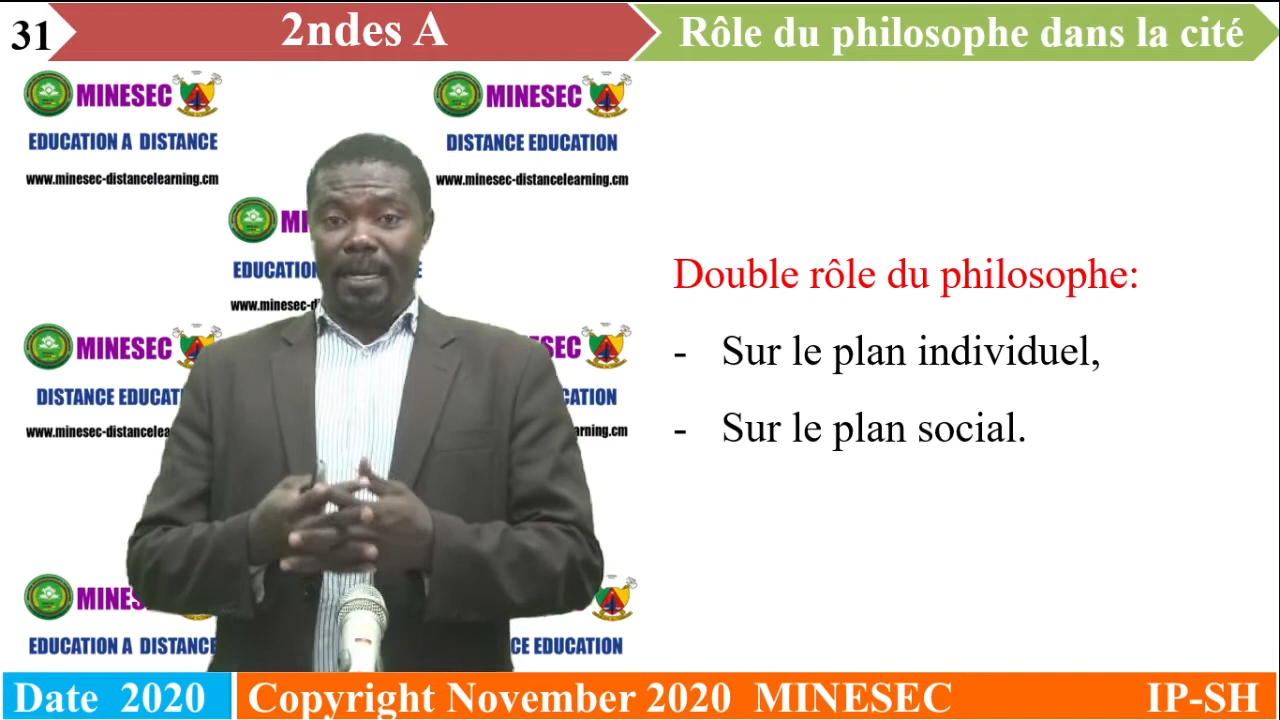 31
2ndes A
Rôle du philosophe dans la cité
MINESEC
EDUCATION A DISTANCE
www.minesec-distancelearning.cm
MINESEC
DISTANCE EDUCATION
www.minesec-distancelearning.cm
MINESEC
DISTANCE
MINESEC
EDUCATION A DISTANCE
DISTANCE EDUCATION
Double rôle du philosophe:
- Sur le plan individuel,
- Sur le plan social.
Date 2020
Copyright November 2020 MINESEC
IP-SH